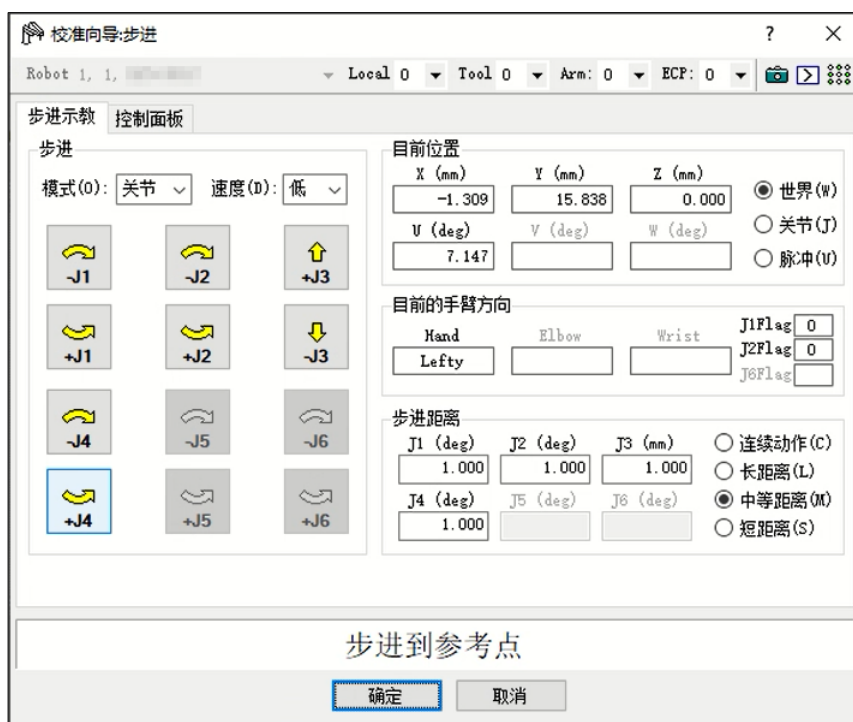 校准向导:步进 ?
Robot 1, 1, Local 0 Tool 0 Arm: 0 ECP: 0
步进示教 控制面板
步进
模式(O): 关节 速度(D): 低
-J1 -J2 +J3
+J1 +J2 -J3
-J4 -J5 -J6
+J4 +J5 +J6
目前位置
X (mm) Y (mm) Z (mm)
-1.309 15.838 0.000
U (deg) V (deg) W (deg)
7.147
世界(W)
关节(J)
脉冲(U)
目前的手臂方向
Hand Elbow Wrist
Lefty
J1Flag 0
J2Flag 0
J6Flag
步进距离
J1 (deg) J2 (deg) J3 (mm)
1.000 1.000 1.000
J4 (deg) J5 (deg) J6 (deg)
1.000
连续动作(C)
长距离(L)
中等距离(M)
短距离(S)
步进到参考点
确定 取消